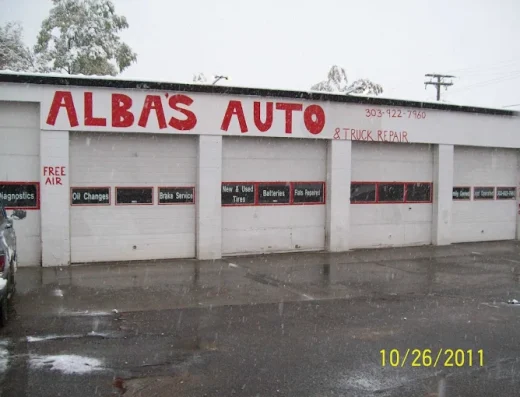 ALBA'S AUTO
303-922-7960
& TRUCK REPAIR
FREE
AIR
Diagnostics
Oil Changes
Brake Service
New & Used
Tires
Batteries
Flats Repaired
10/26/2011